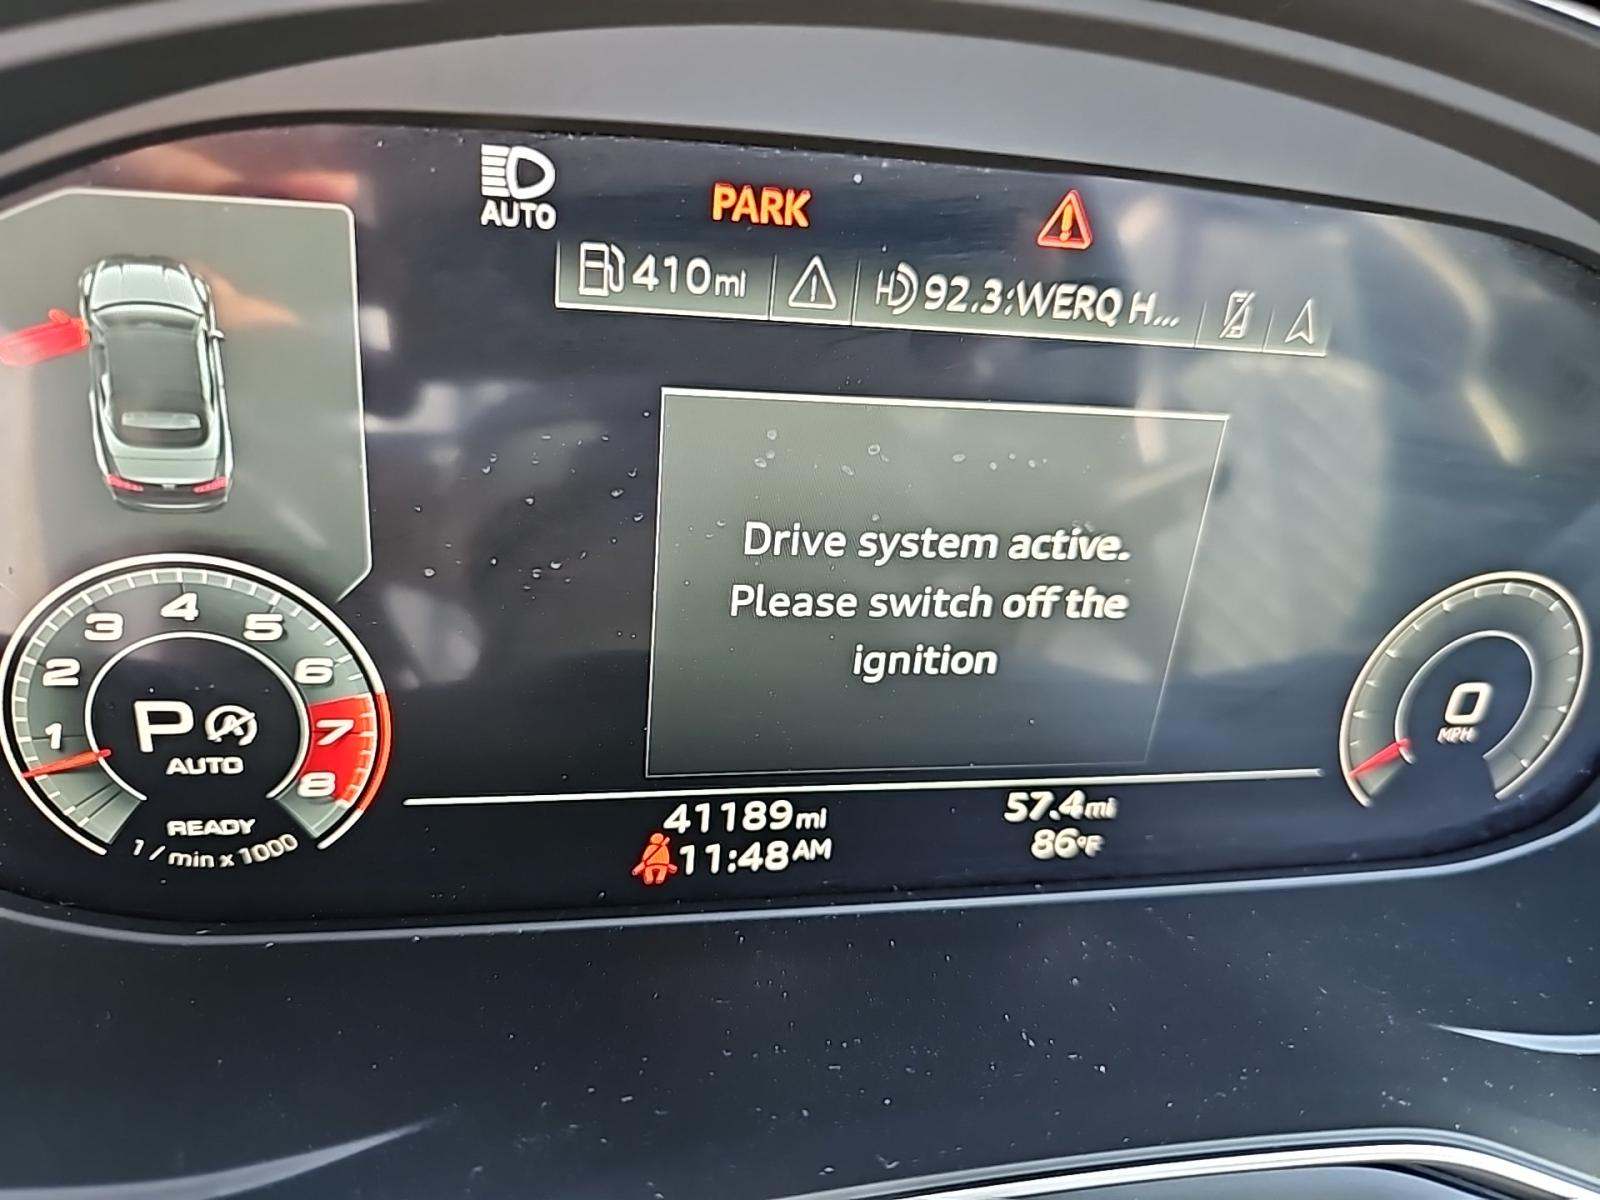 AUTO
PARK
410mi
92.3:WERQ H...
Drive system active.
Please switch off the
ignition
1 2 3 4 5 6 7 8
P A
AUTO
READY
1 / min x 1000
0
MPH
41189mi
57.4mi
11:48AM
86°F